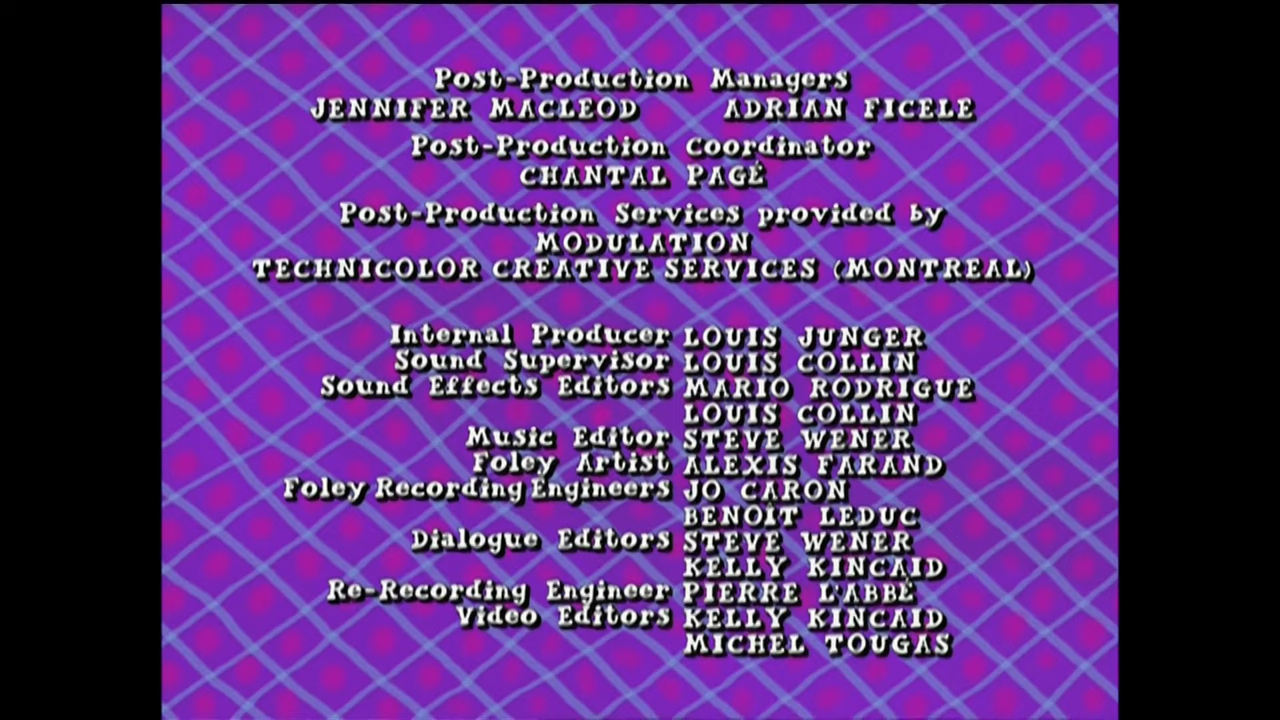 Post-Production Managers
JENNIFER MACLEOD ADRIAN FICELE
Post-Production Coordinator
CHANTAL PAGÉ
Post-Production Services provided by
MODULATION
TECHNICOLOR CREATIVE SERVICES (MONTREAL)
Internal Producer LOUIS JUNGER
Sound Supervisor LOUIS COLLIN
Sound Effects Editors MARIO RODRIGUE
LOUIS COLLIN
Music Editor STEVE WENER
Foley Artist ALEXIS FARAND
Foley Recording Engineers JO CARON
BENOÎT LEDUC
Dialogue Editors STEVE WENER
KELLY KINCAID
Re-Recording Engineer PIERRE L'ABBÉ
Video Editors KELLY KINCAID
MICHEL TOUGAS